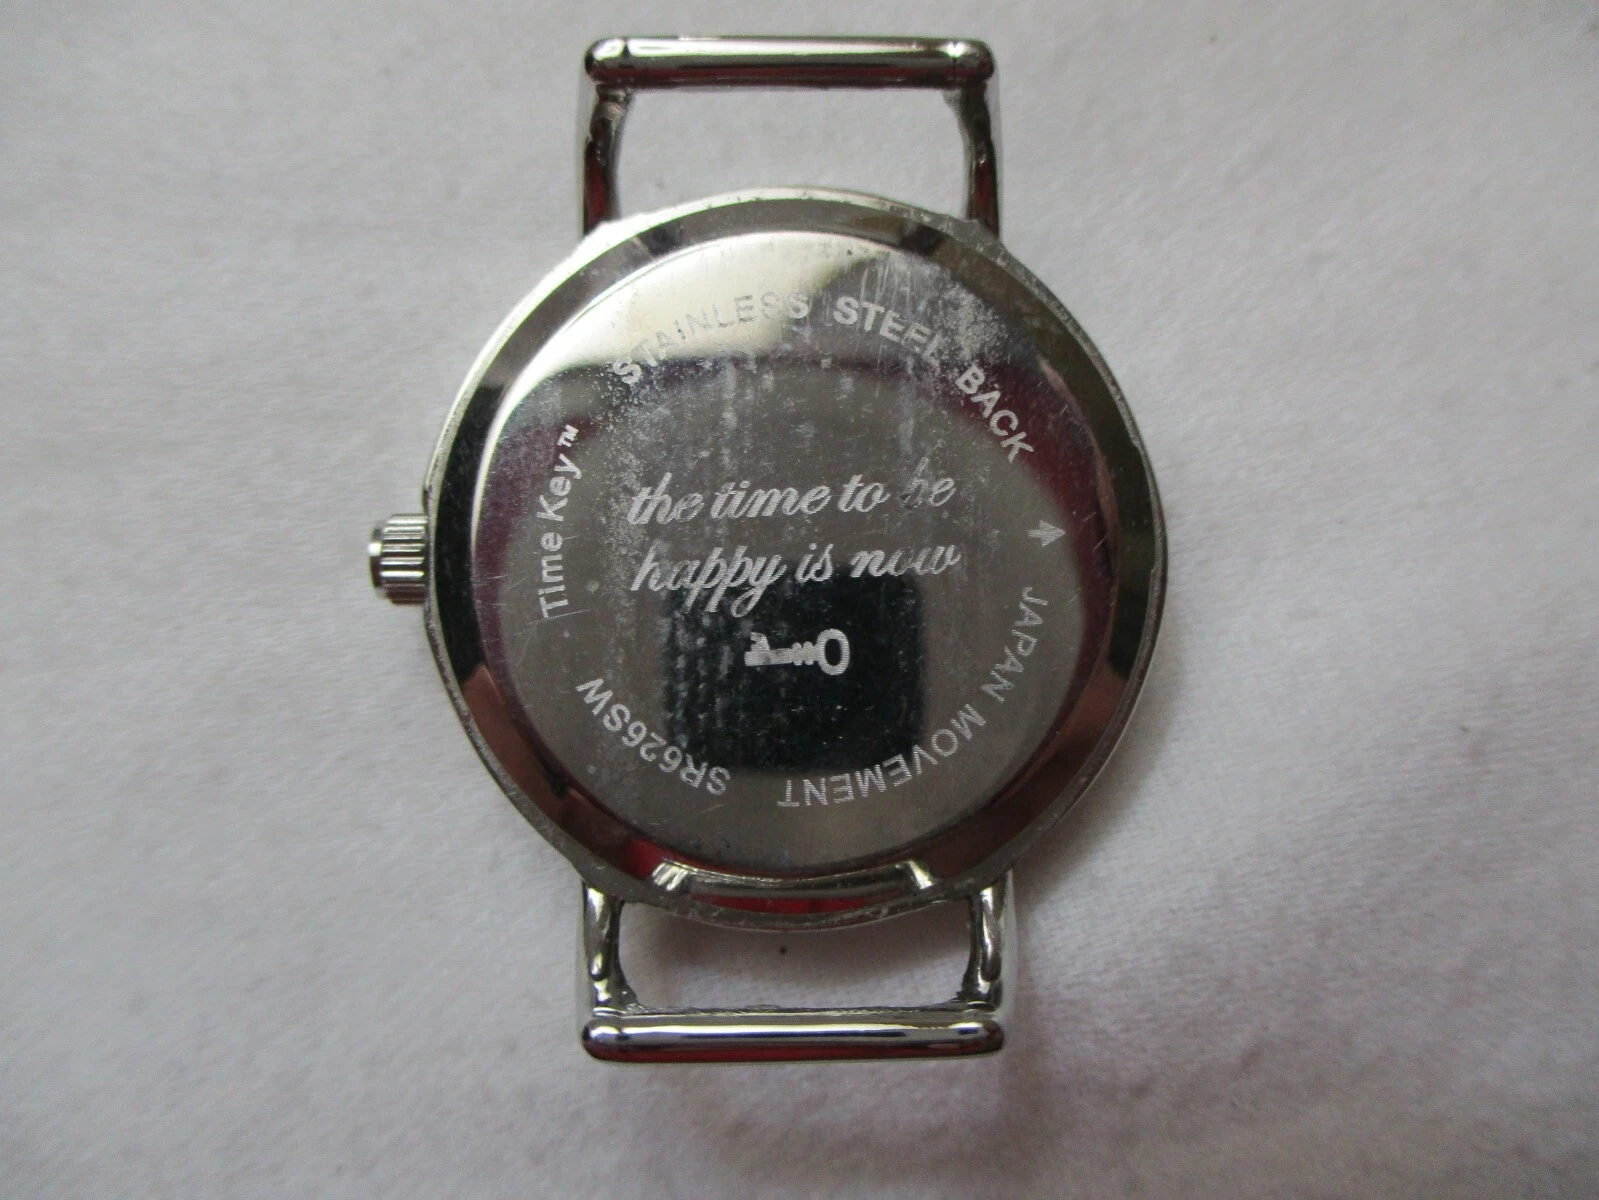 STAINLESS STEEL BACK
Time Key™
the time to be
happy is now
JAPAN MOVEMENT
SR626SW